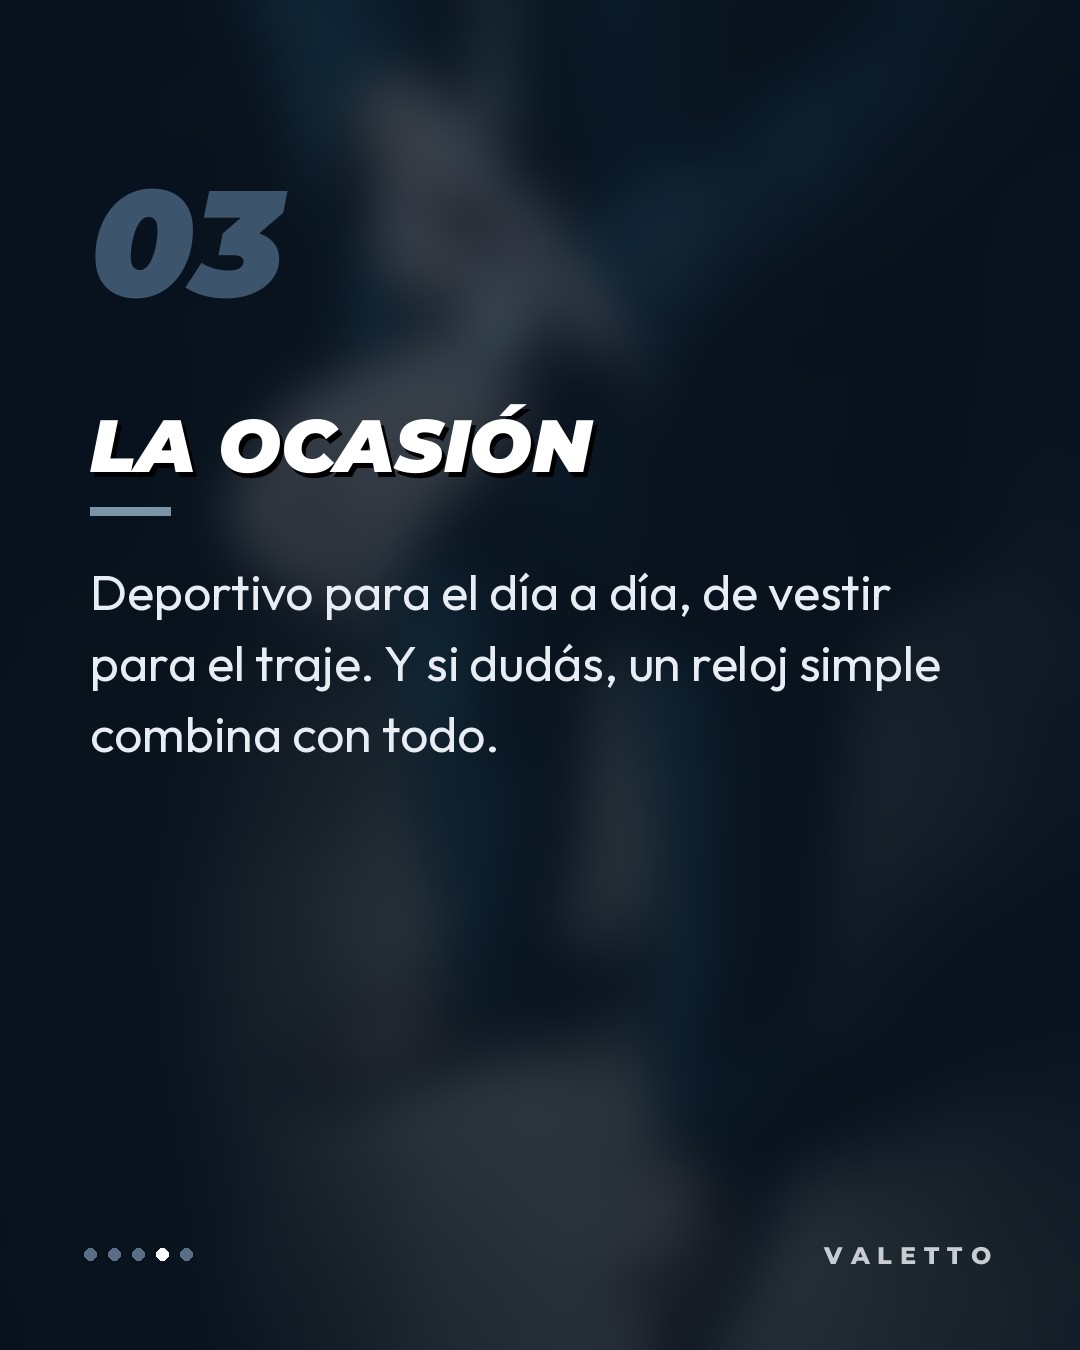 03
LA OCASIÓN
Deportivo para el día a día, de vestir
para el traje. Y si dudás, un reloj simple
combina con todo.
VALETTO